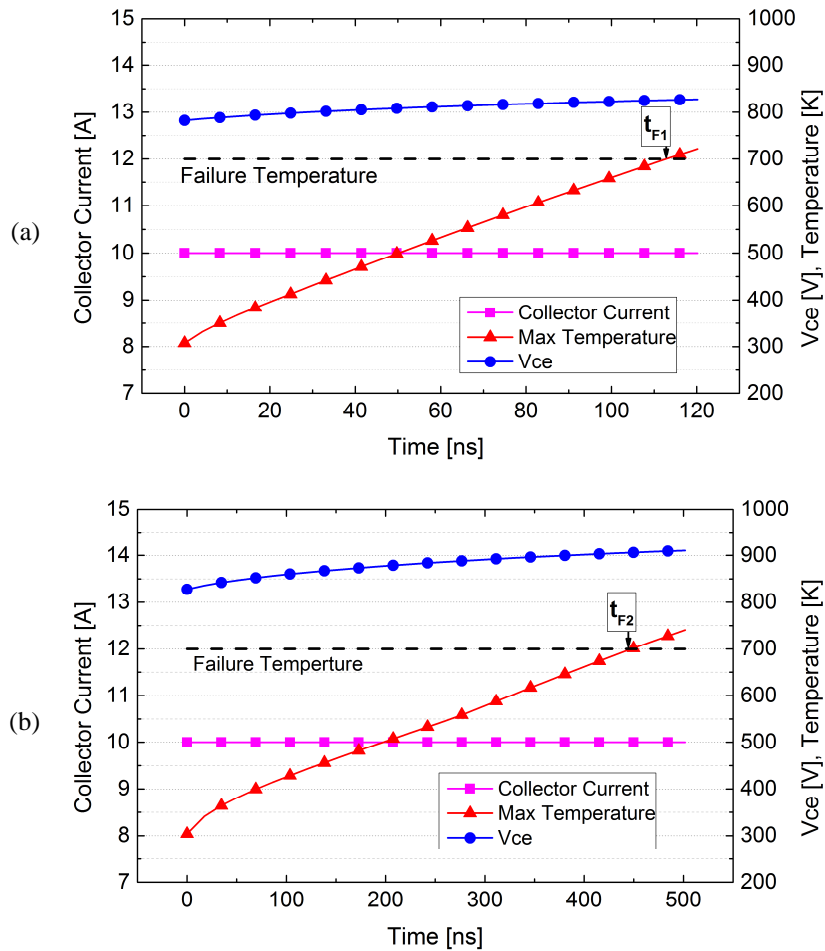 15
14
13
12
11
10
9
8
7
Collector Current [A]
1000
900
800
700
600
500
400
300
200
Vce [V], Temperature [K]
tF1
Failure Temperature
(a)
Collector Current
Max Temperature
Vce
0 20 40 60 80 100 120
Time [ns]
15
14
13
12
11
10
9
8
7
Collector Current [A]
1000
900
800
700
600
500
400
300
200
Vce [V], Temperature [K]
tF2
Failure Temperture
(b)
Collector Current
Max Temperature
Vce
0 100 200 300 400 500
Time [ns]